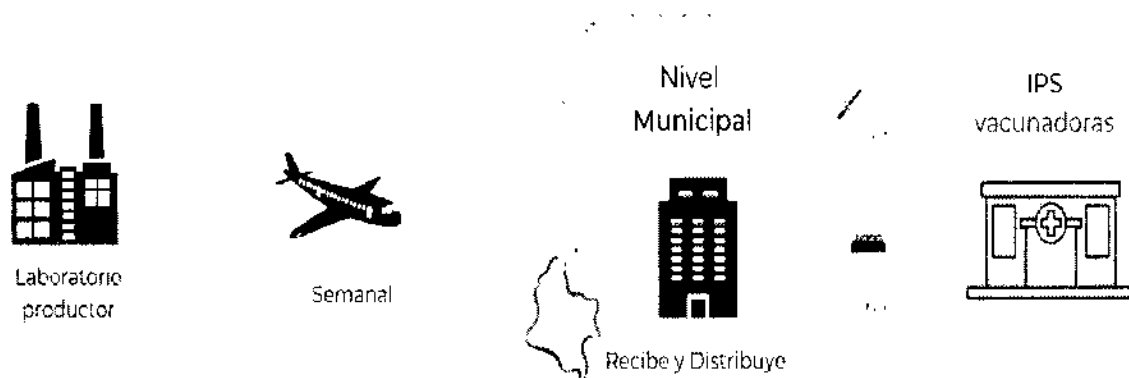 Nivel
Municipal
IPS
vacunadoras
Laboratorio
productor
Semanal
Recibe y Distribuye